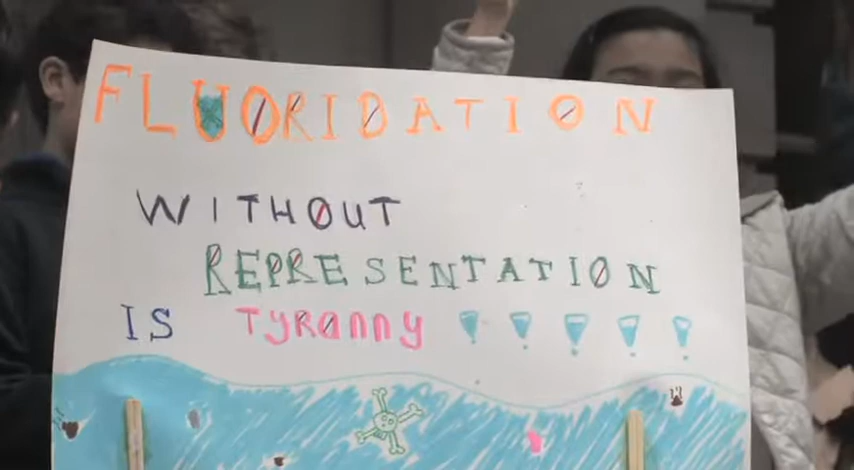 FLUORIDATION
WITHOUT
REPRESENTATION
IS TyRanny !!!!!